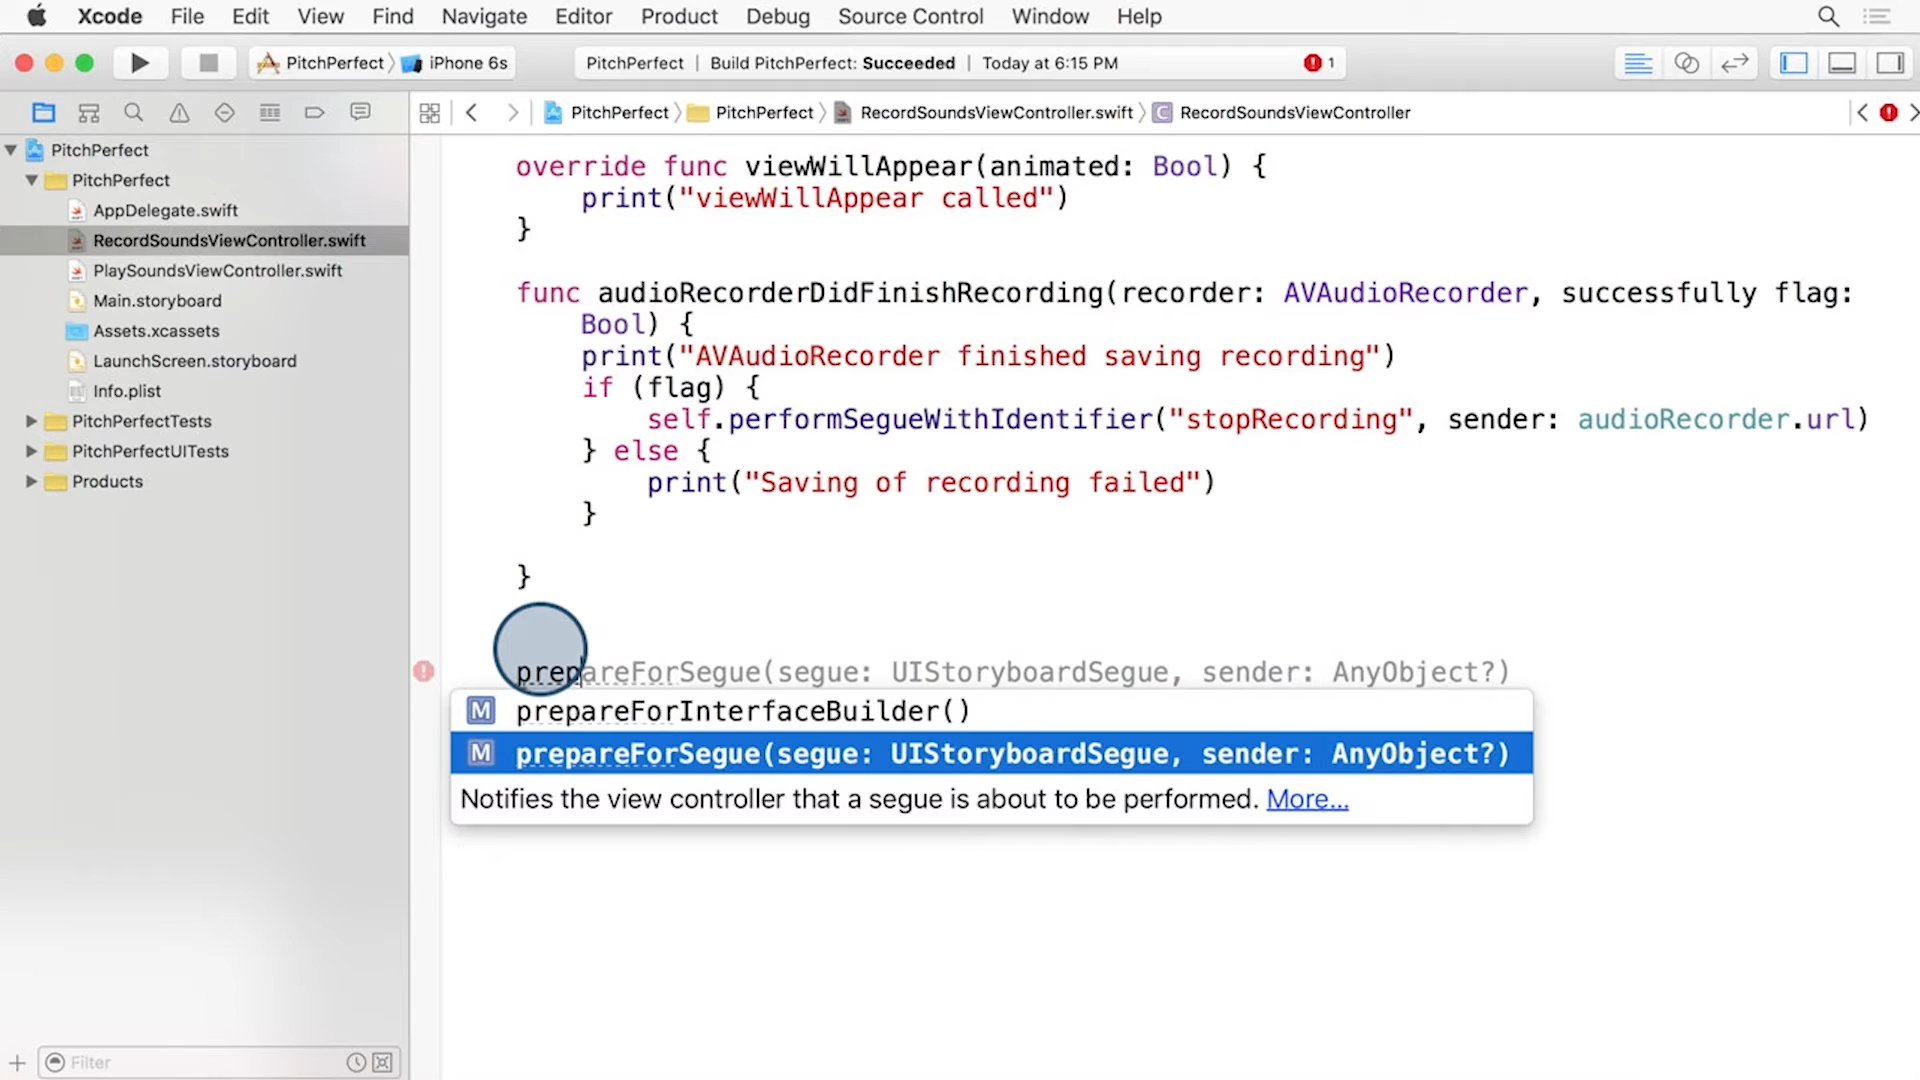 Xcode File Edit View Find Navigate Editor Product Debug Source Control Window Help
PitchPerfect iPhone 6s PitchPerfect | Build PitchPerfect: Succeeded | Today at 6:15 PM 1
PitchPerfect PitchPerfect RecordSoundsViewController.swift C RecordSoundsViewController
PitchPerfect
PitchPerfect
AppDelegate.swift
RecordSoundsViewController.swift
PlaySoundsViewController.swift
Main.storyboard
Assets.xcassets
LaunchScreen.storyboard
Info.plist
PitchPerfectTests
PitchPerfectUITests
Products
Filter
override func viewWillAppear(animated: Bool) {
print("viewWillAppear called")
}
func audioRecorderDidFinishRecording(recorder: AVAudioRecorder, successfully flag:
Bool) {
print("AVAudioRecorder finished saving recording")
if (flag) {
self.performSegueWithIdentifier("stopRecording", sender: audioRecorder.url)
} else {
print("Saving of recording failed")
}
}
prepareForSegue(segue: UIStoryboardSegue, sender: AnyObject?)
M prepareForInterfaceBuilder()
M prepareForSegue(segue: UIStoryboardSegue, sender: AnyObject?)
Notifies the view controller that a segue is about to be performed. More...